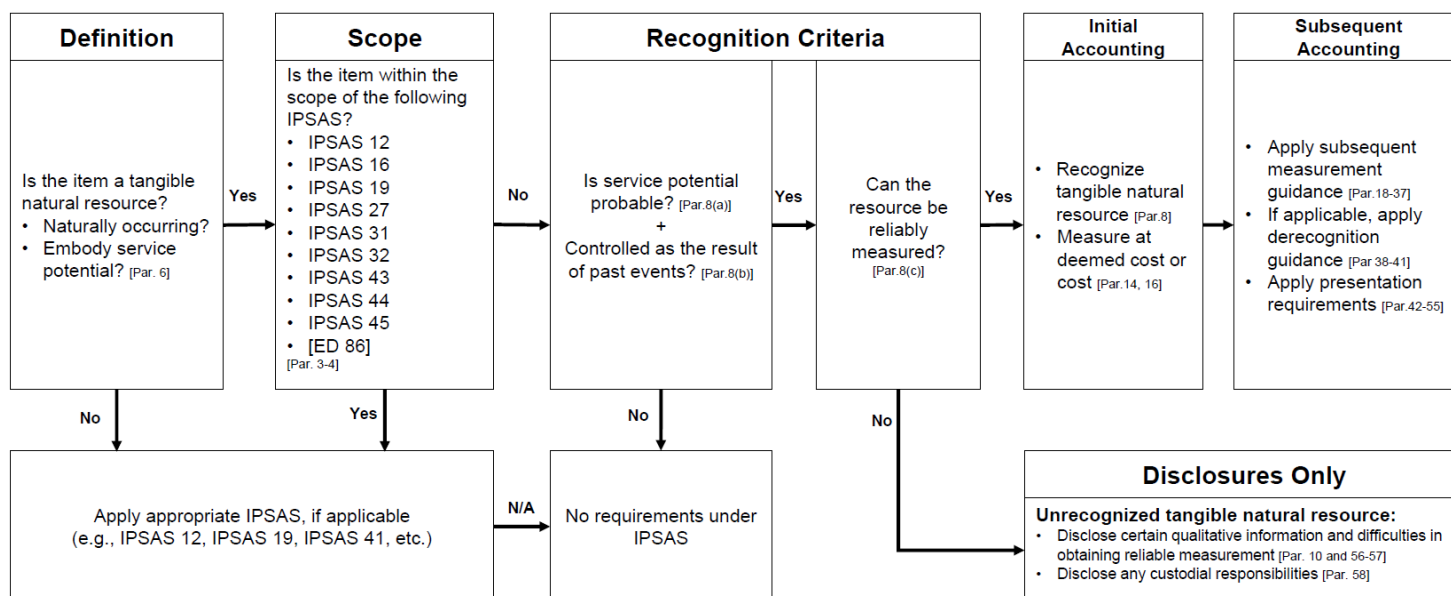 Definition
Is the item a tangible
natural resource?
• Naturally occurring?
• Embody service
potential? [Par. 6]
Yes
No
Scope
Is the item within the
scope of the following
IPSAS?
• IPSAS 12
• IPSAS 16
• IPSAS 19
• IPSAS 27
• IPSAS 31
• IPSAS 32
• IPSAS 43
• IPSAS 44
• IPSAS 45
• [ED 86]
[Par. 3-4]
No
Yes
Recognition Criteria
Is service potential
probable? [Par.8(a)]
+
Controlled as the result
of past events? [Par.8(b)]
Yes
No
Can the
resource be
reliably
measured?
[Par.8(c)]
Yes
No
Initial
Accounting
• Recognize
tangible natural
resource [Par.8]
• Measure at
deemed cost or
cost [Par.14, 16]
Subsequent
Accounting
• Apply subsequent
measurement
guidance [Par.18-37]
• If applicable, apply
derecognition
guidance [Par 38-41]
• Apply presentation
requirements [Par.42-55]
Apply appropriate IPSAS, if applicable
(e.g., IPSAS 12, IPSAS 19, IPSAS 41, etc.)
N/A
No requirements under
IPSAS
Disclosures Only
Unrecognized tangible natural resource:
• Disclose certain qualitative information and difficulties in
obtaining reliable measurement [Par. 10 and 56-57]
• Disclose any custodial responsibilities [Par. 58]